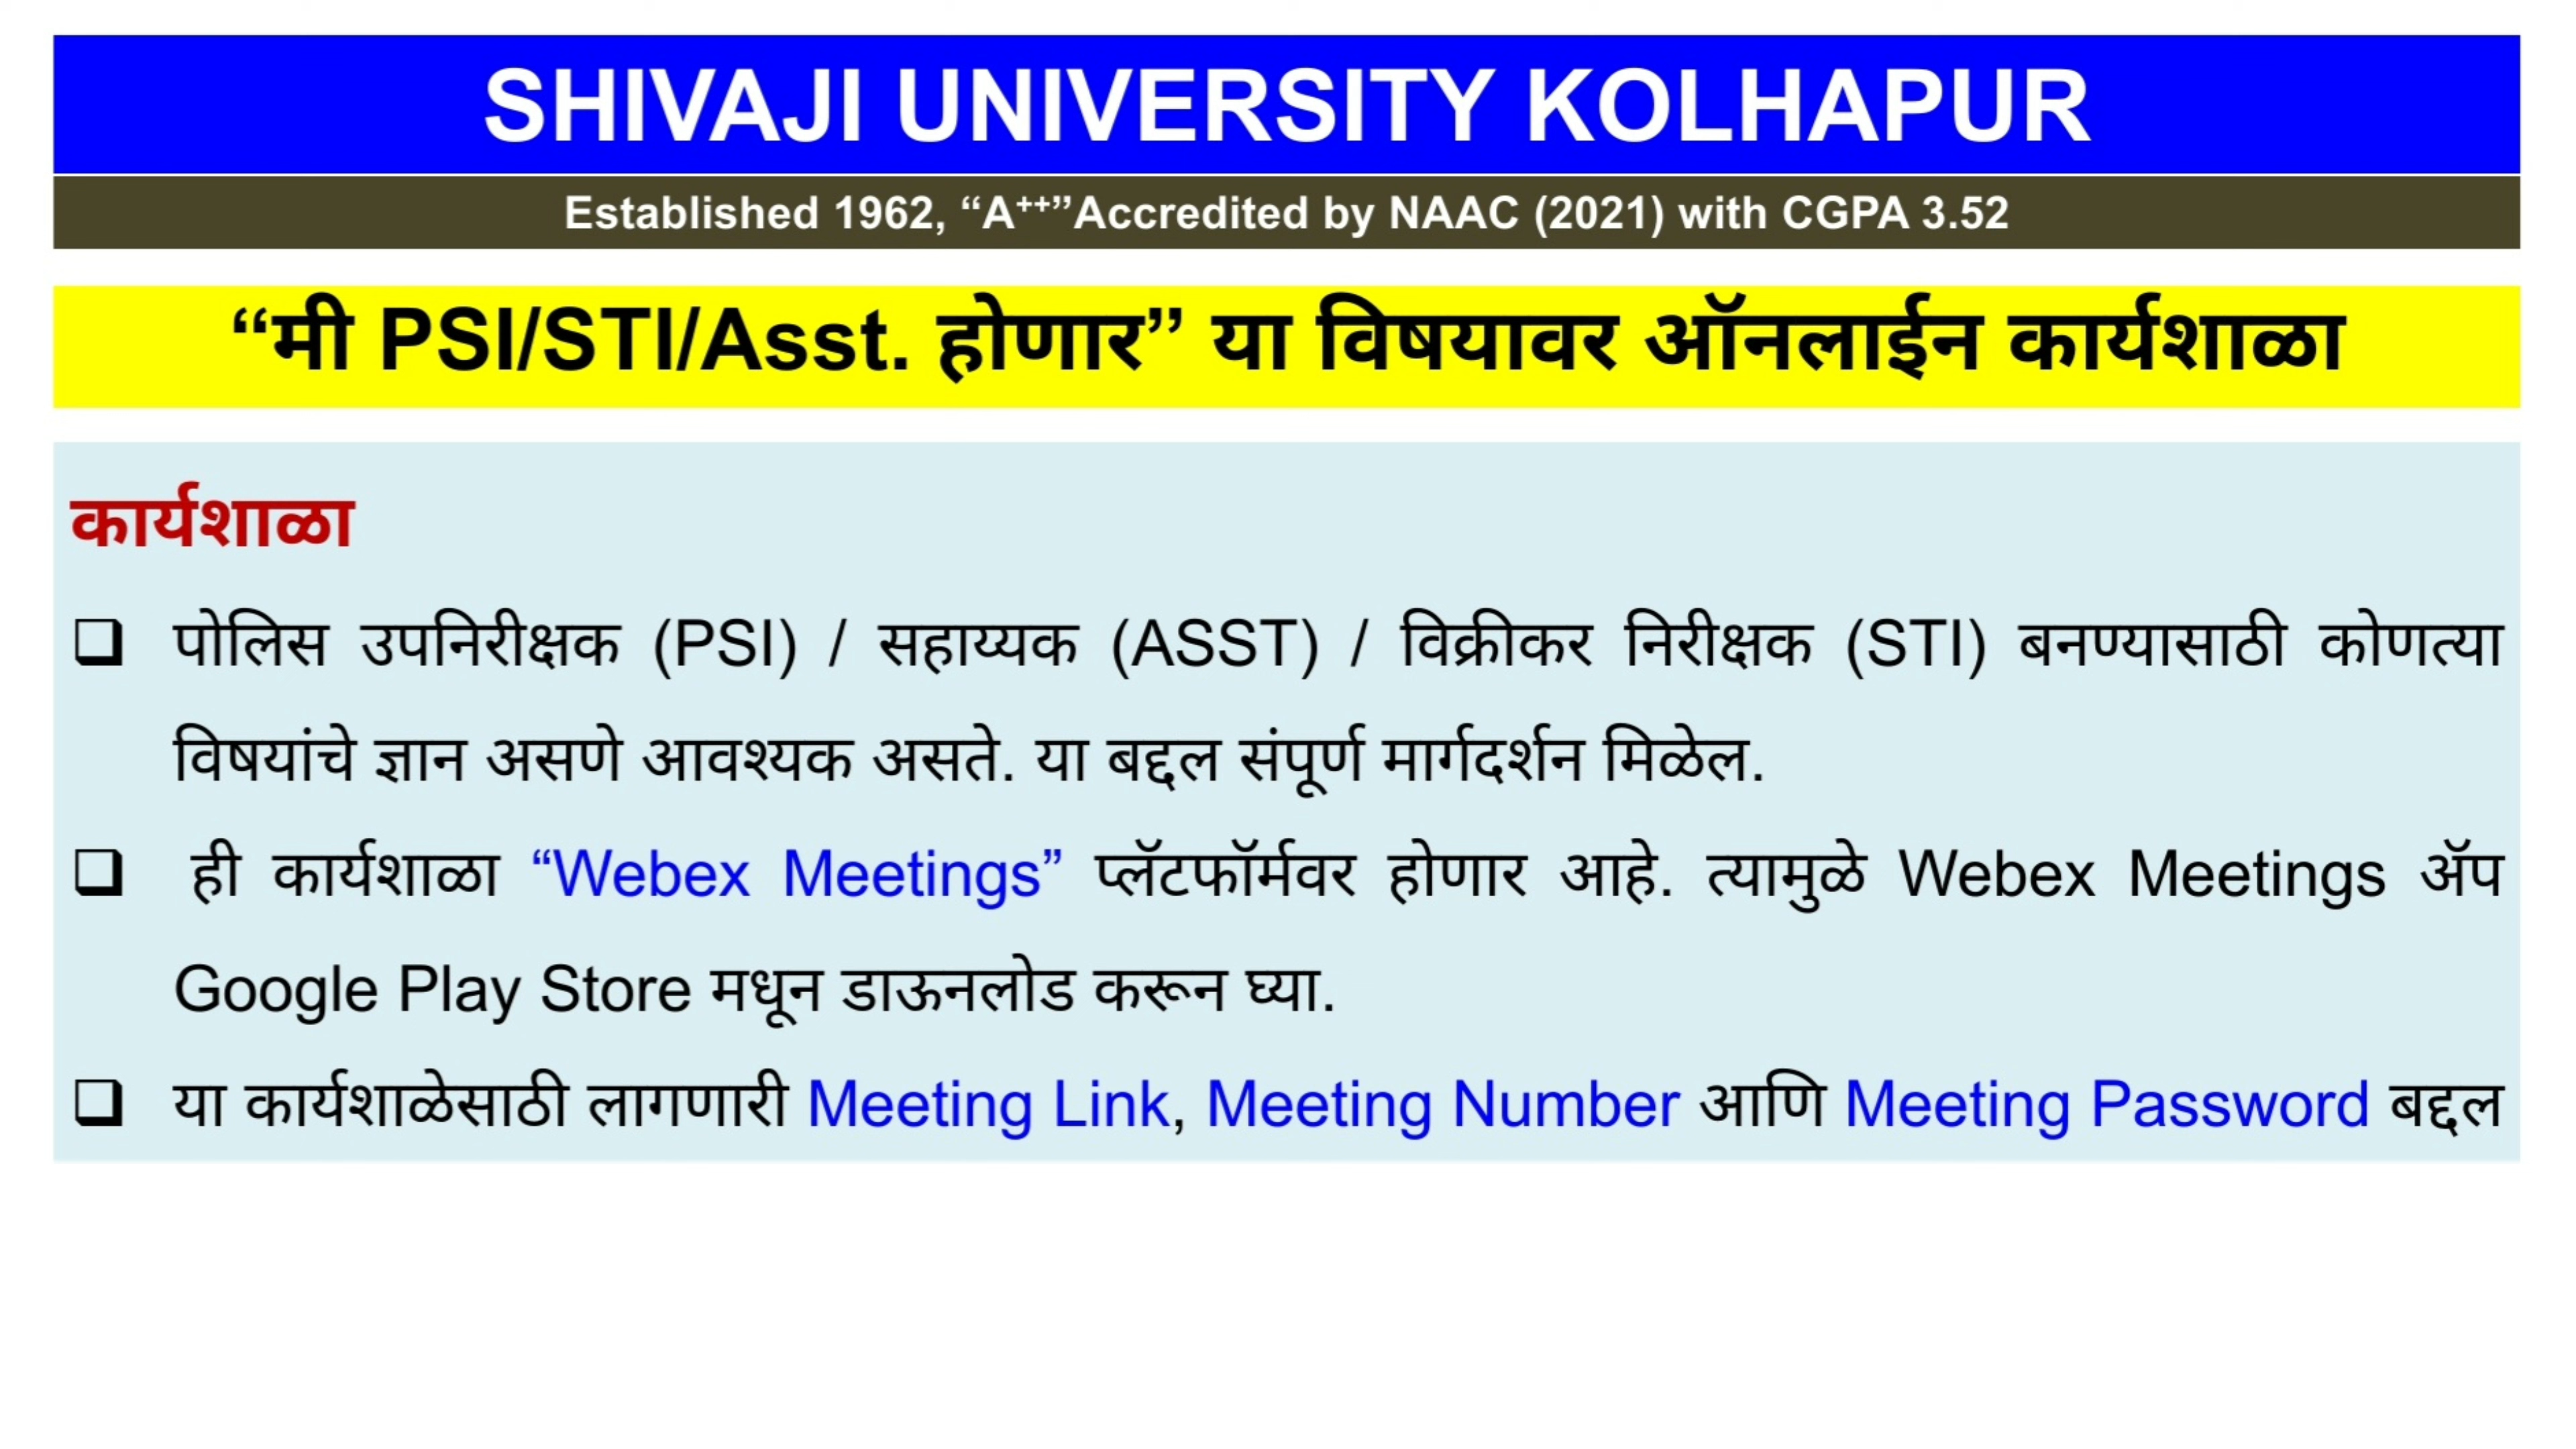 SHIVAJI UNIVERSITY KOLHAPUR
Established 1962, “A⁺⁺”Accredited by NAAC (2021) with CGPA 3.52
“मी PSI/STI/Asst. होणार” या विषयावर ऑनलाईन कार्यशाळा
कार्यशाळा
❑ पोलिस उपनिरीक्षक (PSI) / सहाय्यक (ASST) / विक्रीकर निरीक्षक (STI) बनण्यासाठी कोणत्या
विषयांचे ज्ञान असणे आवश्यक असते. या बद्दल संपूर्ण मार्गदर्शन मिळेल.
❑ ही कार्यशाळा “Webex Meetings” प्लॅटफॉर्मवर होणार आहे. त्यामुळे Webex Meetings ॲप
Google Play Store मधून डाऊनलोड करून घ्या.
❑ या कार्यशाळेसाठी लागणारी Meeting Link, Meeting Number आणि Meeting Password बद्दल